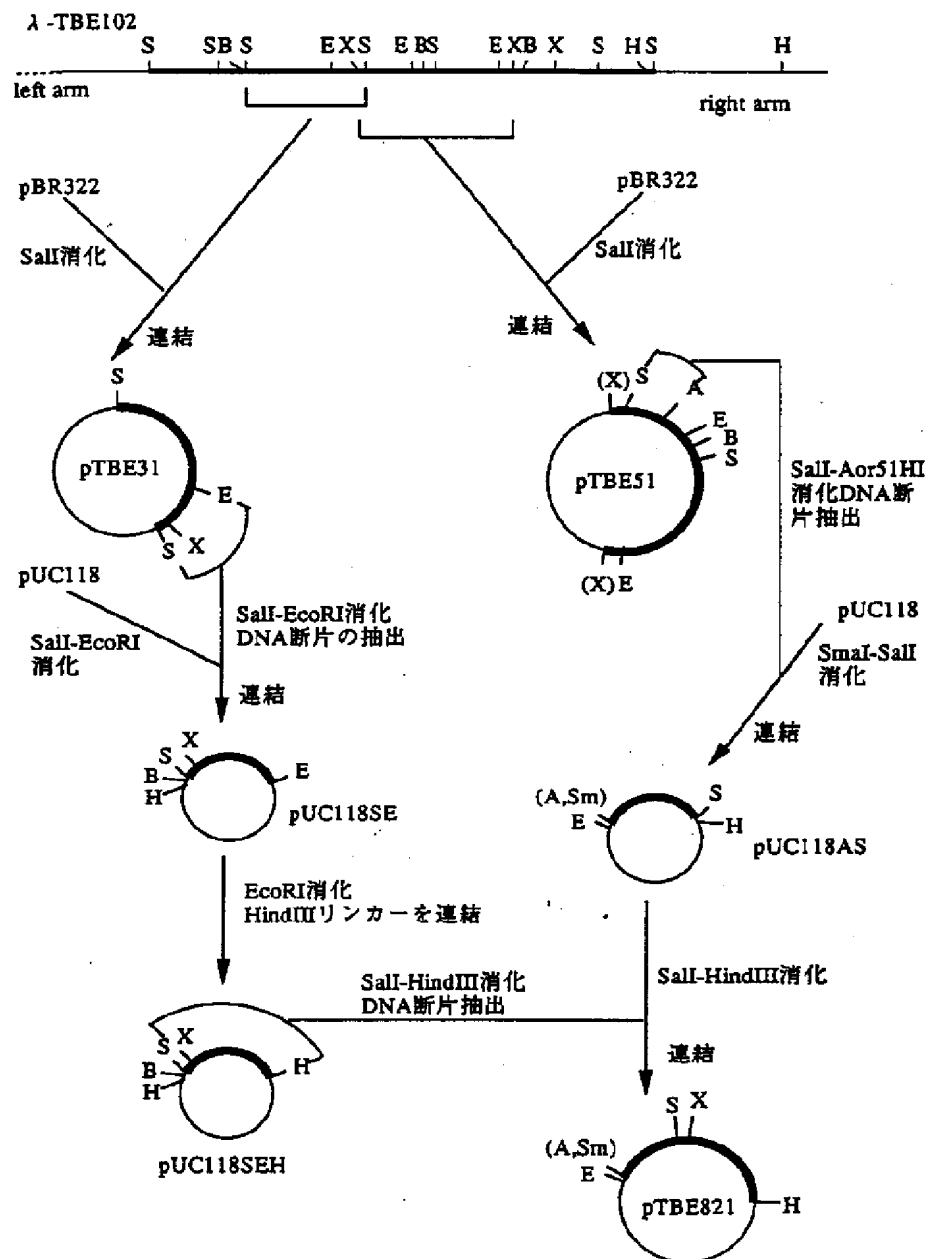 λ-TBE102
S SB S E X S E BS E XB X S H S H
left arm
right arm
pBR322
pBR322
SalI消化
SalI消化
連結
連結
S
(X) S
A
E
B
S
pTBE31
pTBE51
E
X
S
(X) E
SalI-Aor51HI
消化DNA断
片抽出
pUC118
SalI-EcoRI
消化
SalI-EcoRI消化
DNA断片の抽出
pUC118
SmaI-SalI
消化
連結
連結
X
S
B
H
E
pUC118SE
(A,Sm)
E
S
H
pUC118AS
EcoRI消化
HindIIIリンカーを連結
SalI-HindIII消化
DNA断片抽出
SalI-HindIII消化
連結
S
X
B
H
H
pUC118SEH
S X
(A,Sm)
E
H
pTBE821